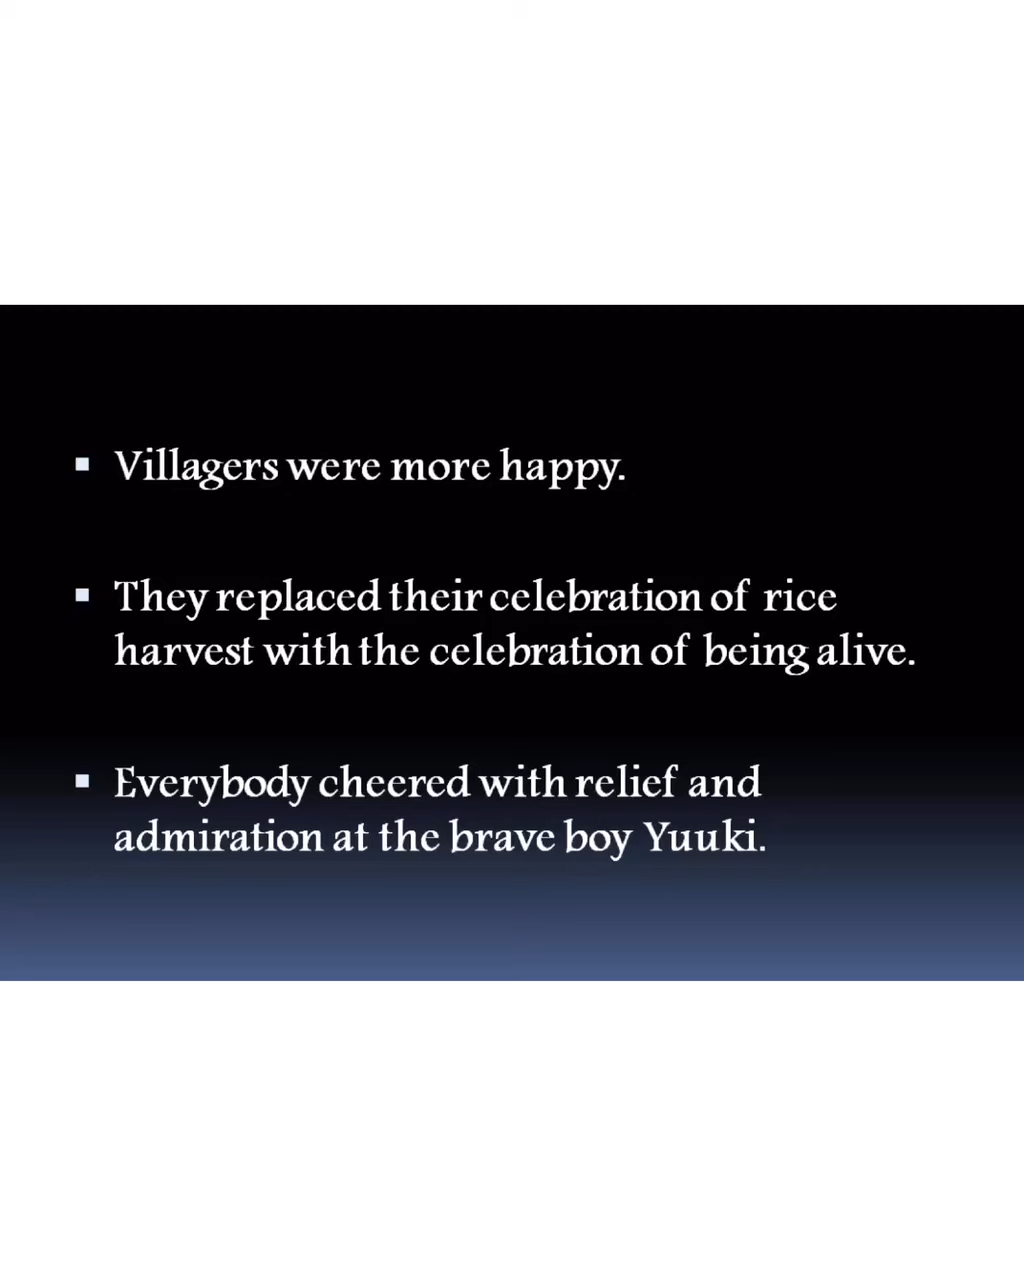 ▪ Villagers were more happy.
▪ They replaced their celebration of rice
harvest with the celebration of being alive.
▪ Everybody cheered with relief and
admiration at the brave boy Yuuki.